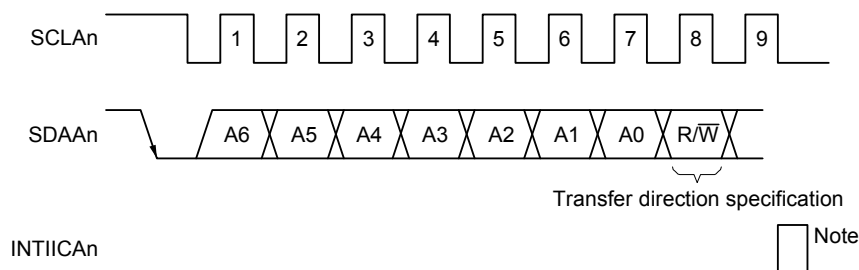 SCLAn 1 2 3 4 5 6 7 8 9
SDAAn A6 A5 A4 A3 A2 A1 A0 R/W̅
Transfer direction specification
INTIICAn Note